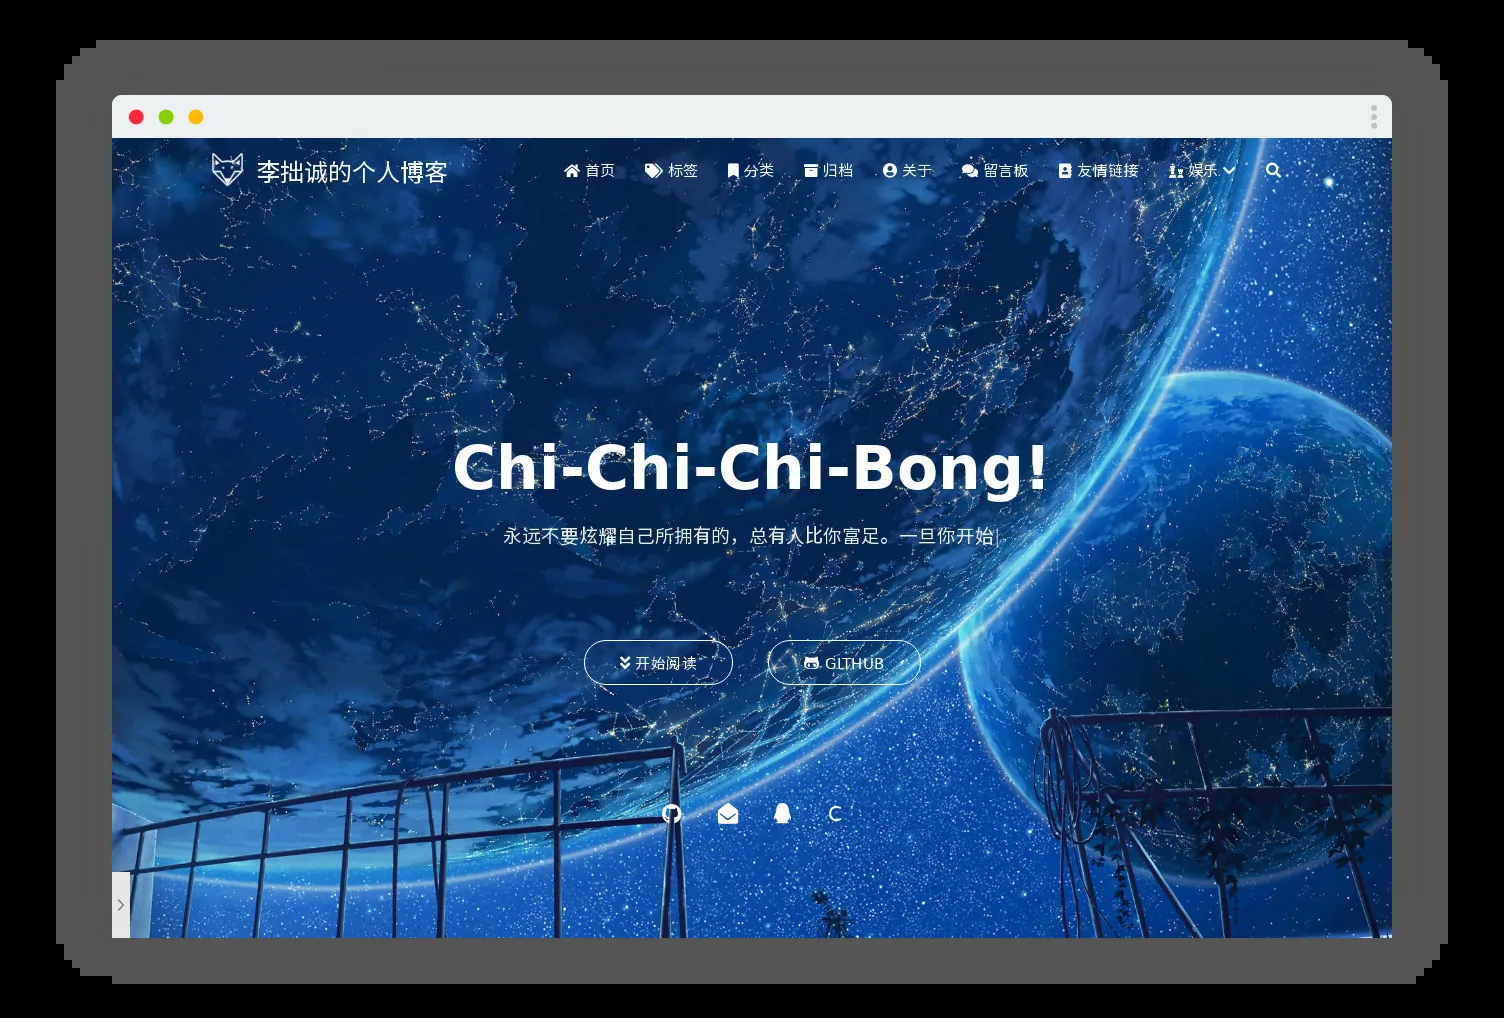 李拙诚的个人博客
首页 标签 分类 归档 关于 留言板 友情链接 娱乐
Chi-Chi-Chi-Bong!
永远不要炫耀自己所拥有的，总有人比你富足。一旦你开始|
开始阅读 GITHUB